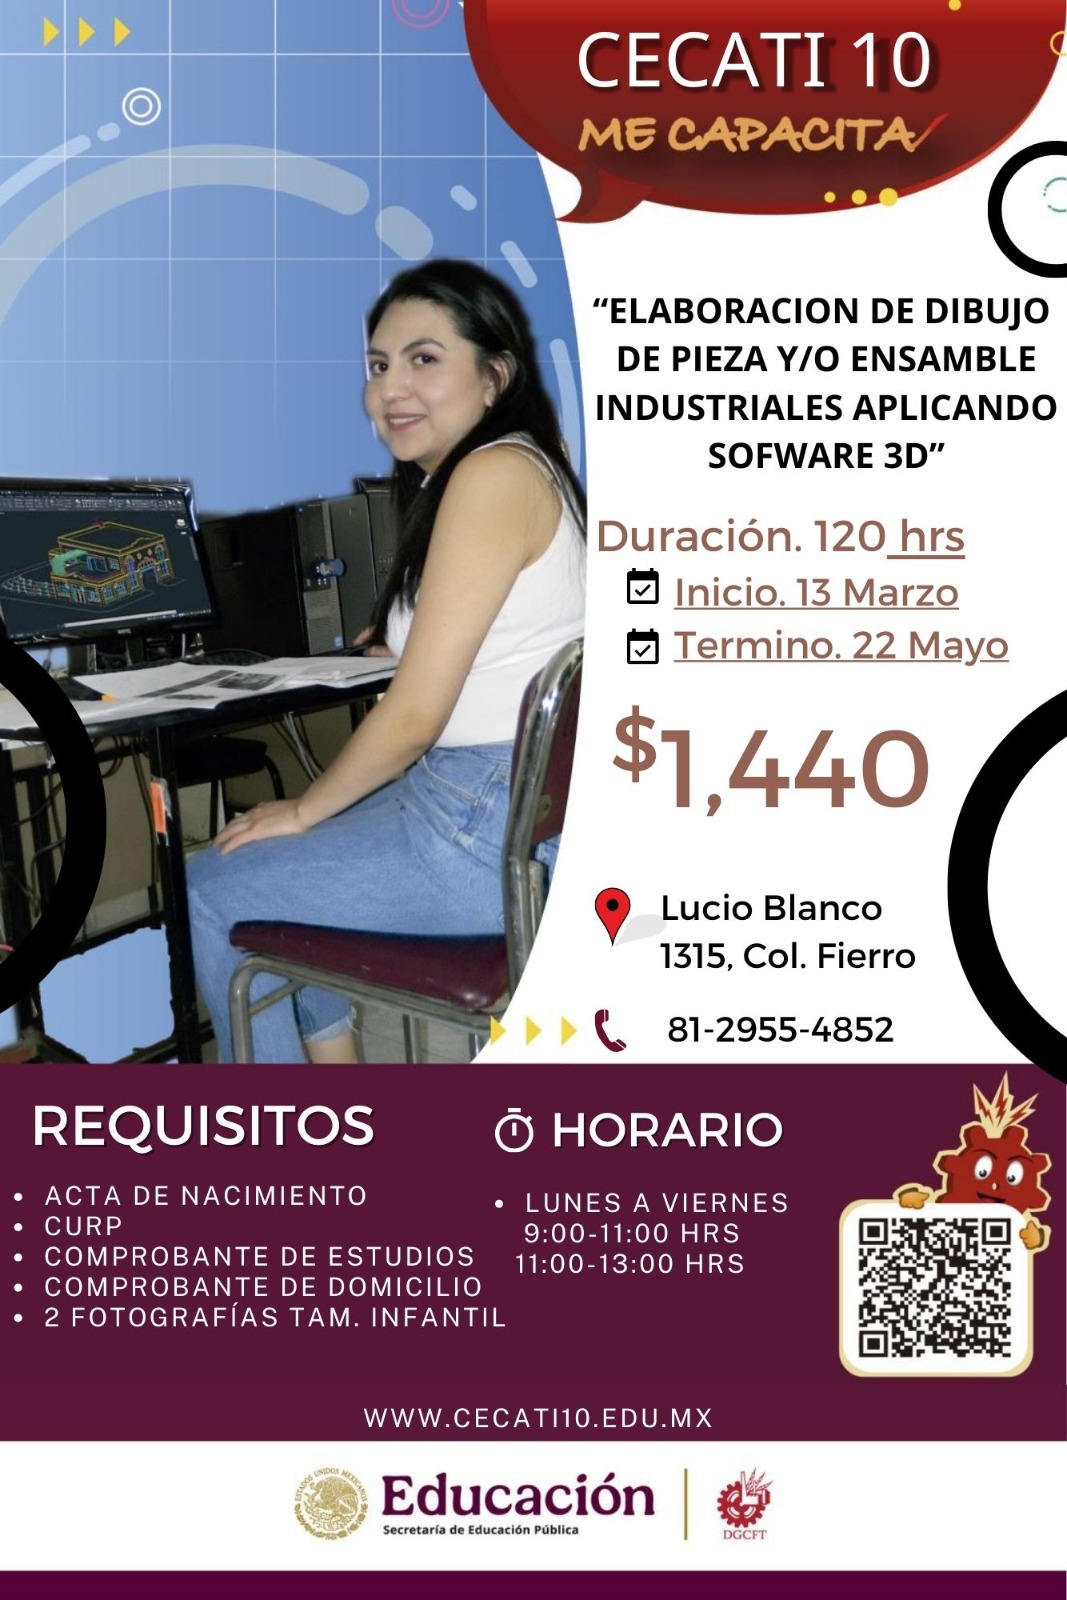 CECATI 10
ME CAPACITA
“ELABORACION DE DIBUJO
DE PIEZA Y/O ENSAMBLE
INDUSTRIALES APLICANDO
SOFWARE 3D”
Duración. 120 hrs
Inicio. 13 Marzo
Termino. 22 Mayo
$1,440
Lucio Blanco
1315, Col. Fierro
81-2955-4852
REQUISITOS
• ACTA DE NACIMIENTO
• CURP
• COMPROBANTE DE ESTUDIOS
• COMPROBANTE DE DOMICILIO
• 2 FOTOGRAFÍAS TAM. INFANTIL
HORARIO
• LUNES A VIERNES
9:00-11:00 HRS
11:00-13:00 HRS
WWW.CECATI10.EDU.MX
ESTADOS UNIDOS MEXICANOS
Educación
Secretaría de Educación Pública
DGCFT